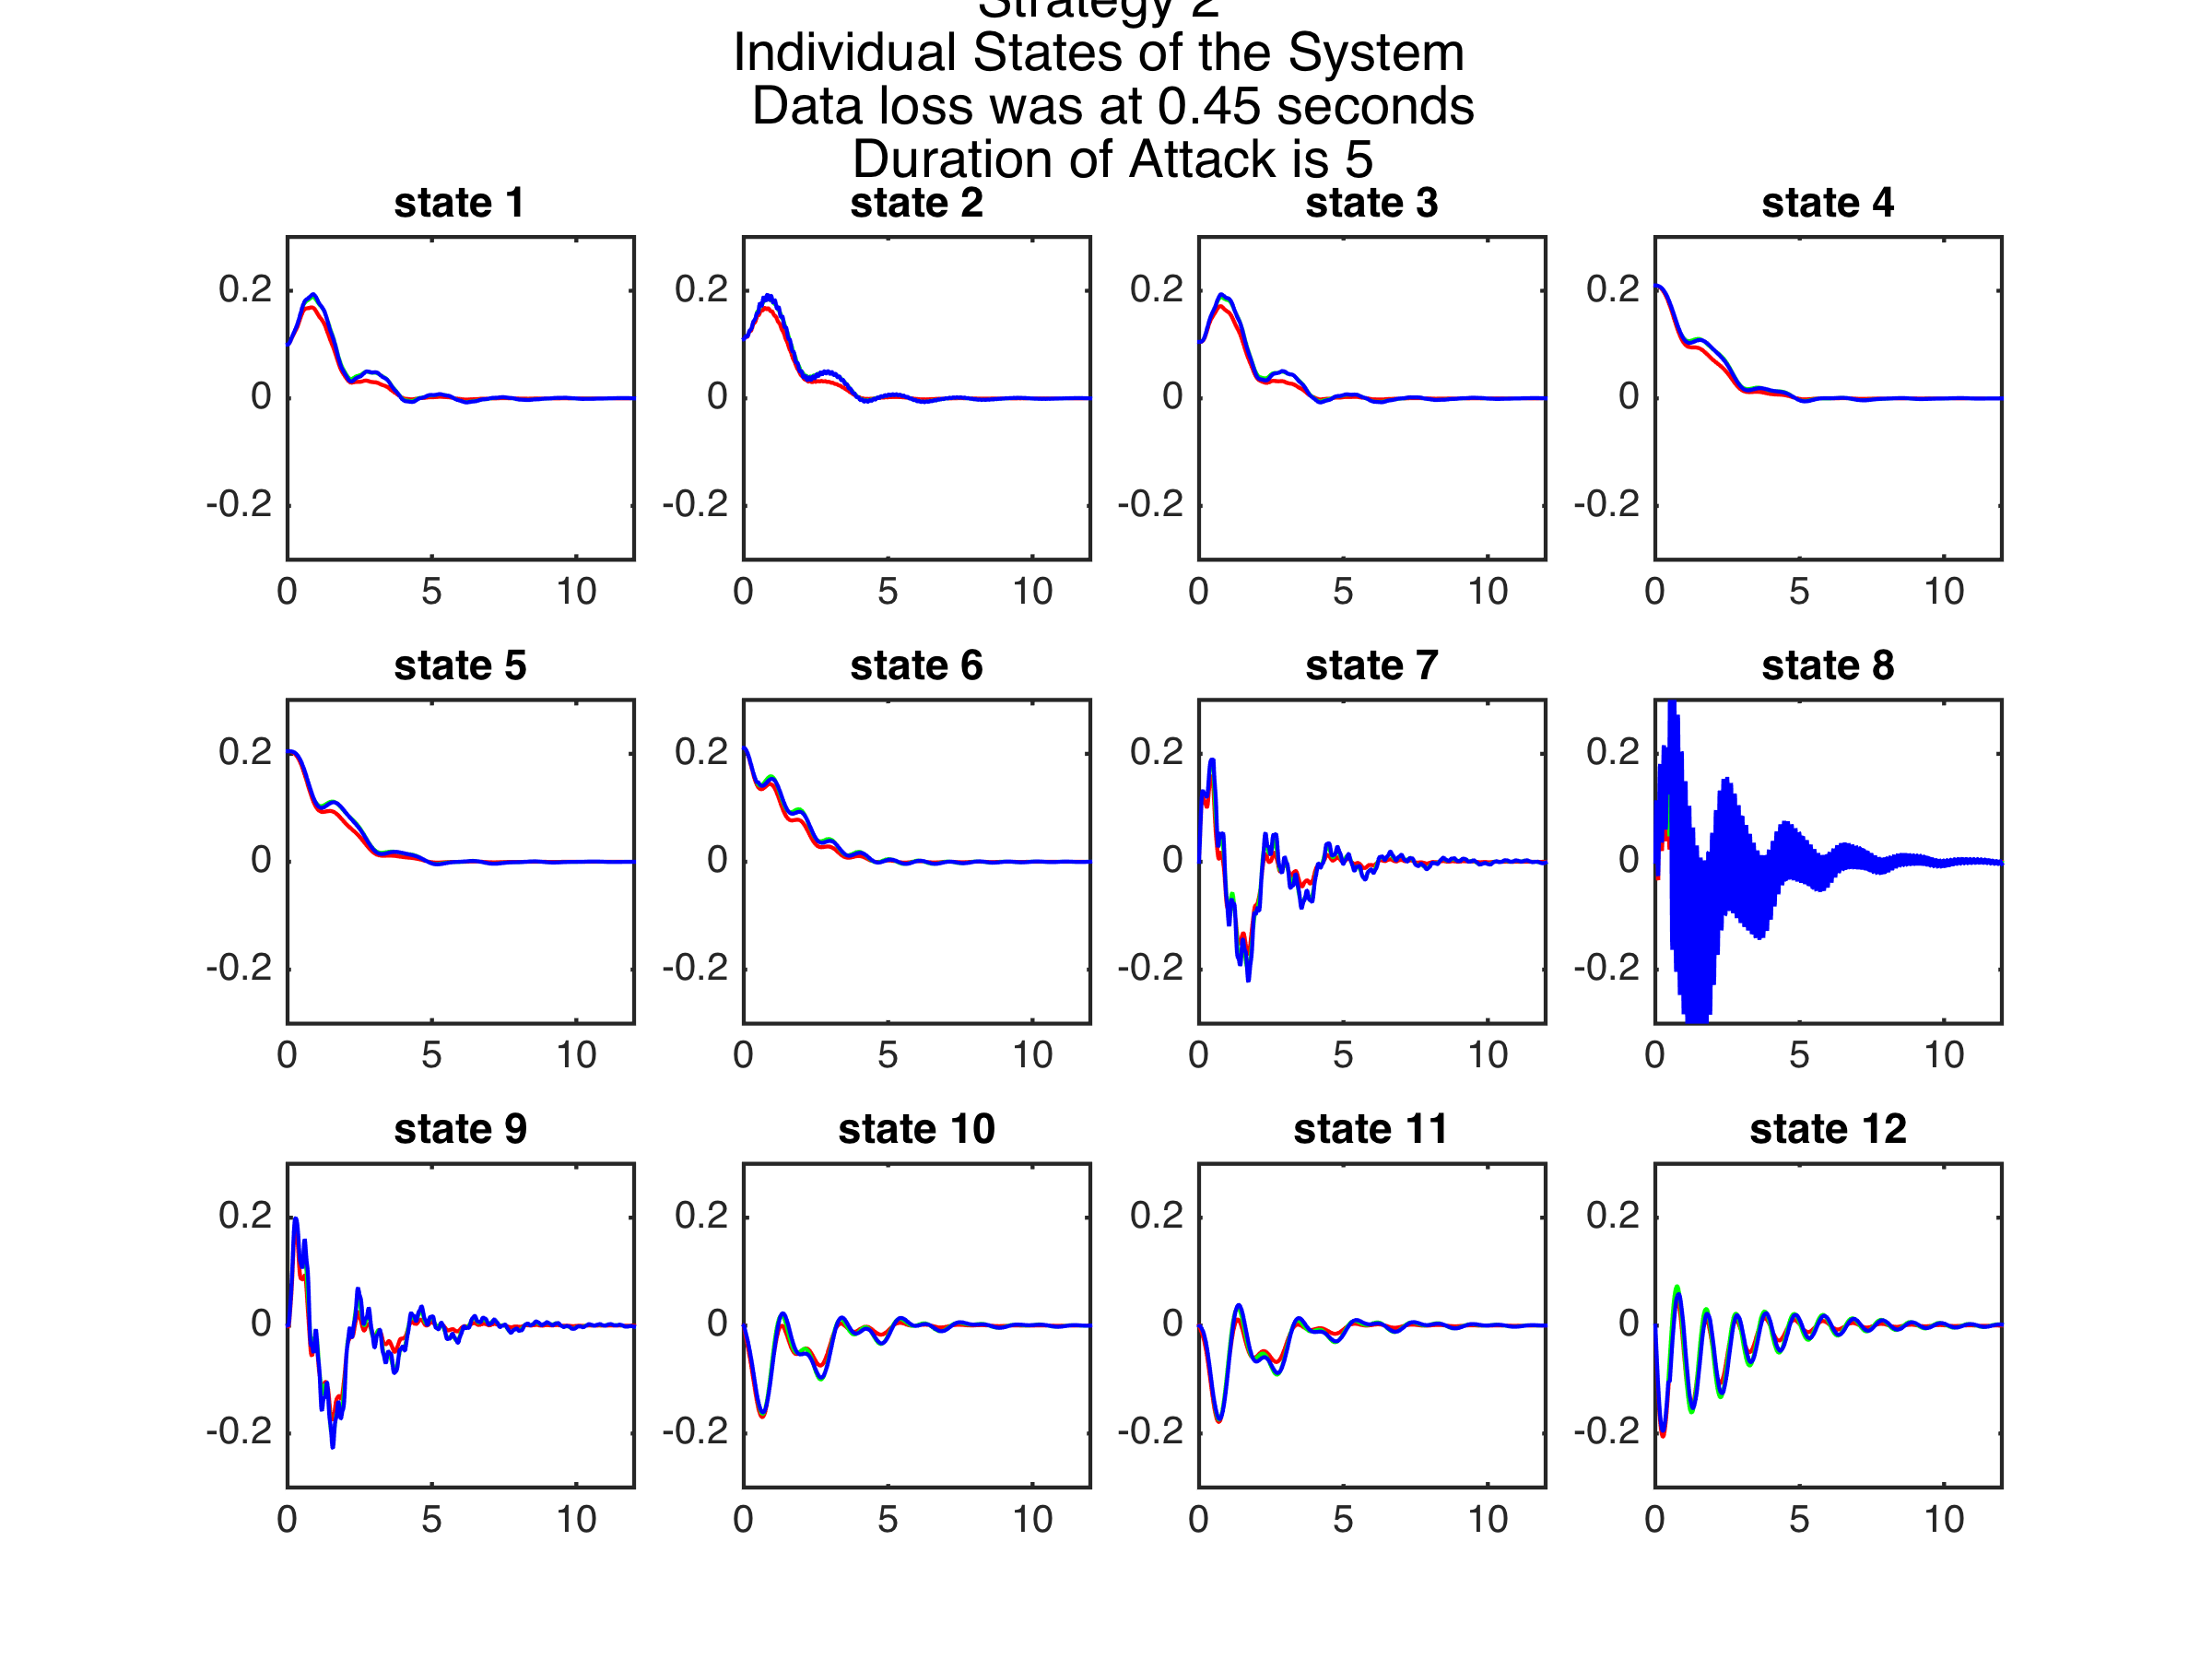 Strategy 2
Individual States of the System
Data loss was at 0.45 seconds
Duration of Attack is 5
state 1 state 2 state 3 state 4
0.2 0.2 0.2 0.2
0 0 0 0
-0.2 -0.2 -0.2 -0.2
0 5 10 0 5 10 0 5 10 0 5 10
state 5 state 6 state 7 state 8
0.2 0.2 0.2 0.2
0 0 0 0
-0.2 -0.2 -0.2 -0.2
0 5 10 0 5 10 0 5 10 0 5 10
state 9 state 10 state 11 state 12
0.2 0.2 0.2 0.2
0 0 0 0
-0.2 -0.2 -0.2 -0.2
0 5 10 0 5 10 0 5 10 0 5 10